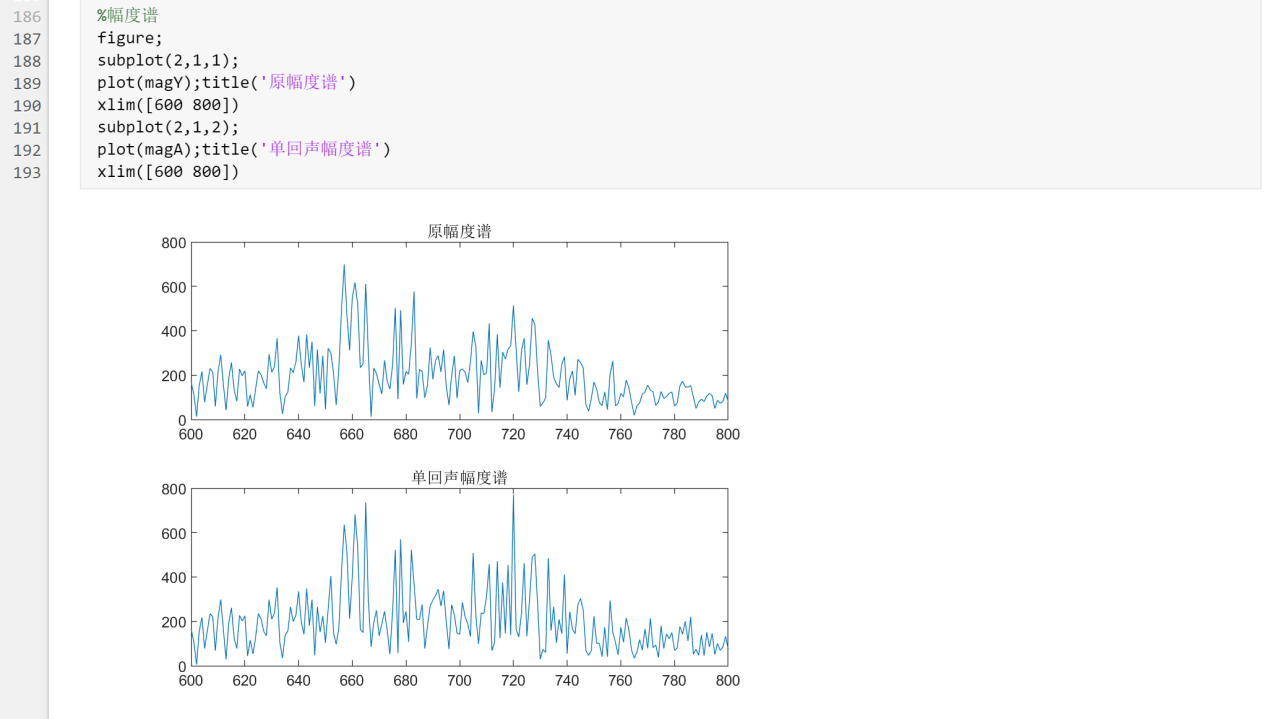 186 %幅度谱
187 figure;
188 subplot(2,1,1);
189 plot(magY);title('原幅度谱')
190 xlim([600 800])
191 subplot(2,1,2);
192 plot(magA);title('单回声幅度谱')
193 xlim([600 800])
原幅度谱
800
600
400
200
0
600 620 640 660 680 700 720 740 760 780 800
单回声幅度谱
800
600
400
200
0
600 620 640 660 680 700 720 740 760 780 800